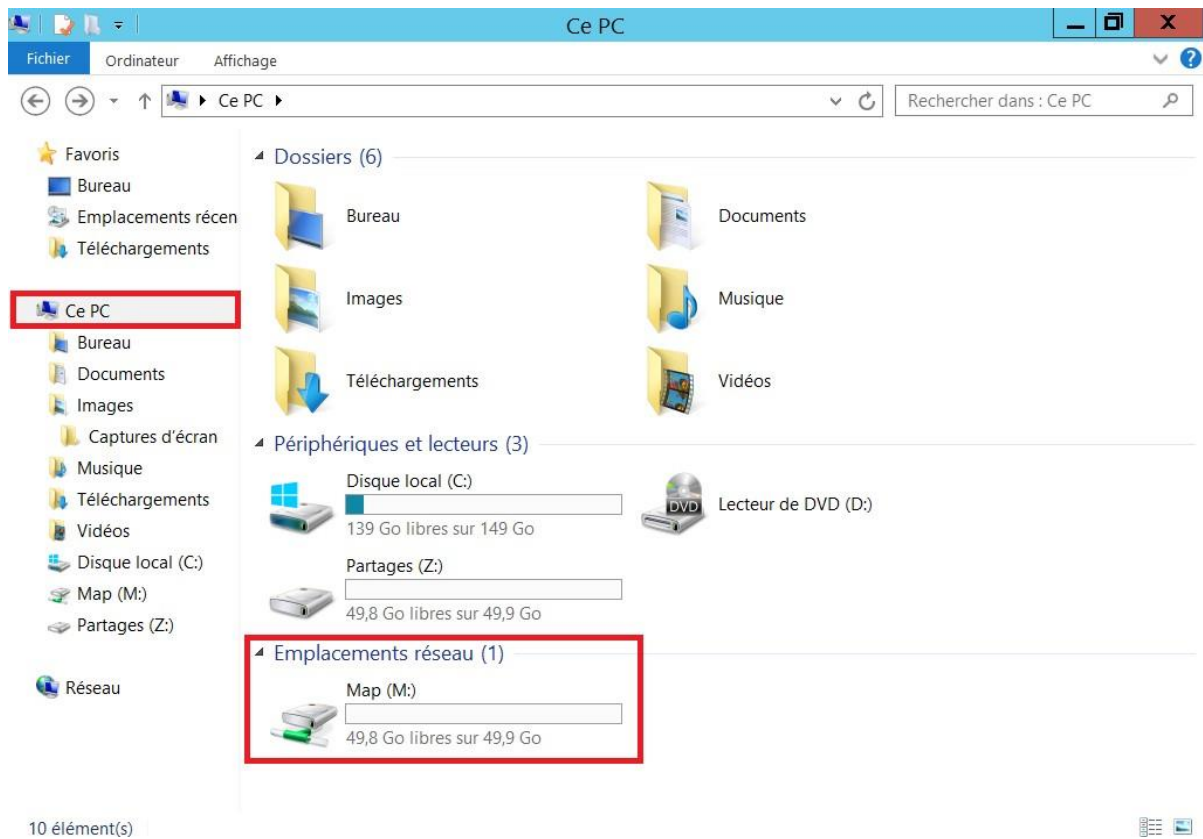 Ce PC
Fichier Ordinateur Affichage
Ce PC
Rechercher dans : Ce PC
Favoris
Bureau
Emplacements récen
Téléchargements
Ce PC
Bureau
Documents
Images
Captures d'écran
Musique
Téléchargements
Vidéos
Disque local (C:)
Map (M:)
Partages (Z:)
Réseau
Dossiers (6)
Bureau
Documents
Images
Musique
Téléchargements
Vidéos
Périphériques et lecteurs (3)
Disque local (C:)
139 Go libres sur 149 Go
DVD
Lecteur de DVD (D:)
Partages (Z:)
49,8 Go libres sur 49,9 Go
Emplacements réseau (1)
Map (M:)
49,8 Go libres sur 49,9 Go
10 élément(s)